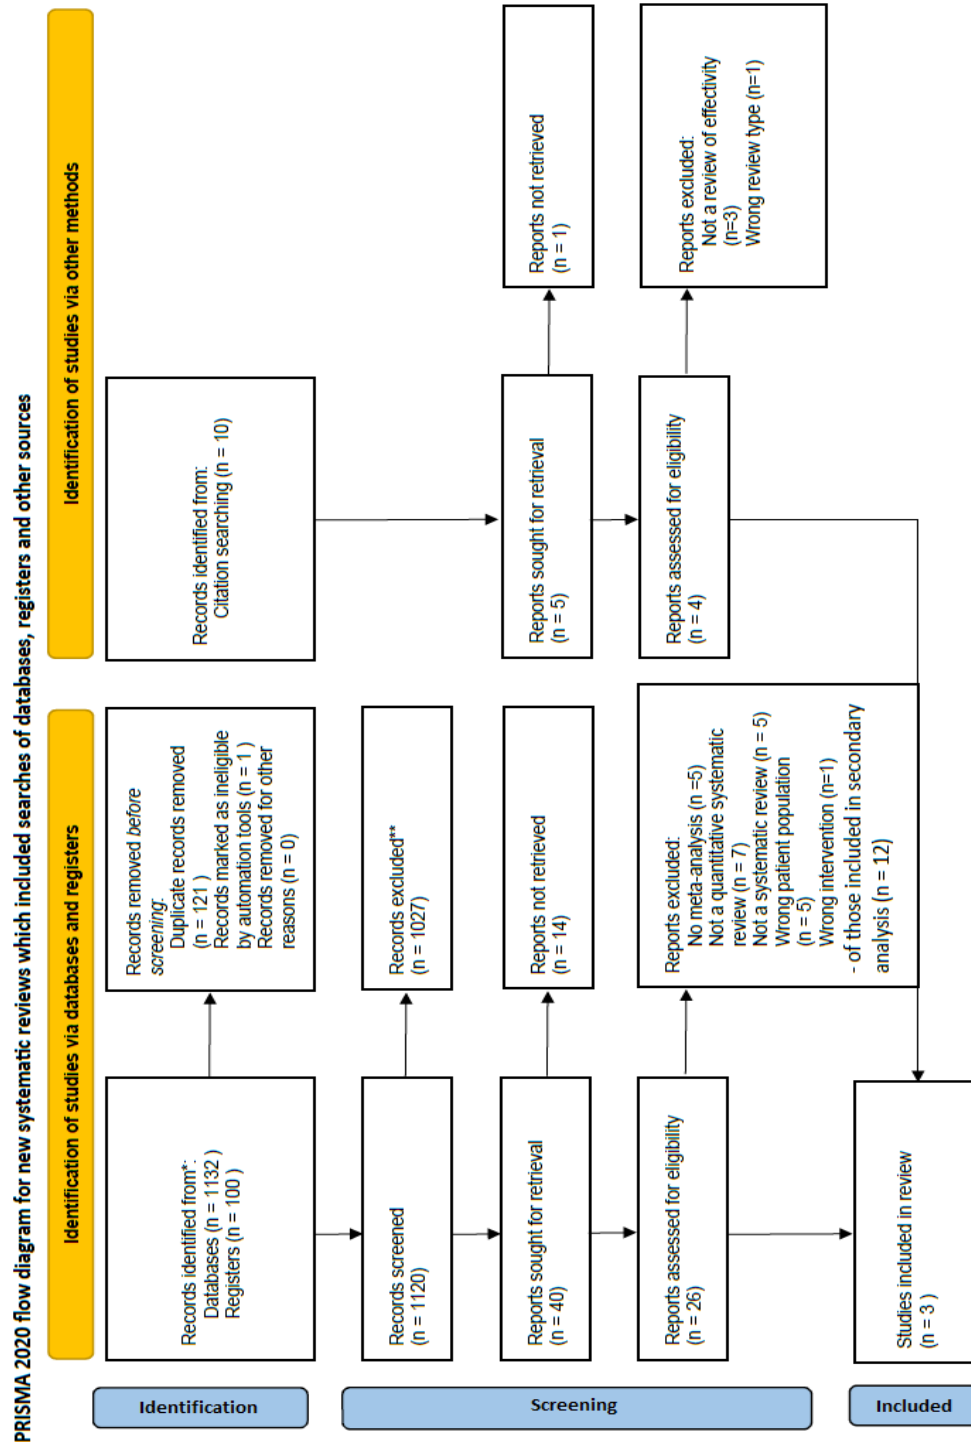 PRISMA 2020 flow diagram for new systematic reviews which included searches of databases, registers and other sources
Identification of studies via databases and registers
Identification of studies via other methods
Identification
Records identified from*:
Databases (n = 1132 )
Registers (n = 100 )
Records removed before
screening:
Duplicate records removed
(n = 121 )
Records marked as ineligible
by automation tools (n = 1 )
Records removed for other
reasons (n = 0)
Records identified from:
Citation searching (n = 10)
Screening
Records screened
(n = 1120)
Records excluded**
(n = 1027)
Reports sought for retrieval
(n = 40)
Reports not retrieved
(n = 14)
Reports sought for retrieval
(n = 5)
Reports not retrieved
(n = 1)
Reports assessed for eligibility
(n = 26)
Reports excluded:
No meta-analysis (n =5)
Not a quantitative systematic
review (n = 7)
Not a systematic review (n = 5)
Wrong patient population
(n = 5)
Wrong intervention (n=1)
- of those included in secondary
analysis (n = 12)
Reports assessed for eligibility
(n = 4)
Reports excluded:
Not a review of effectivity
(n=3)
Wrong review type (n=1)
Included
Studies included in review
(n = 3 )